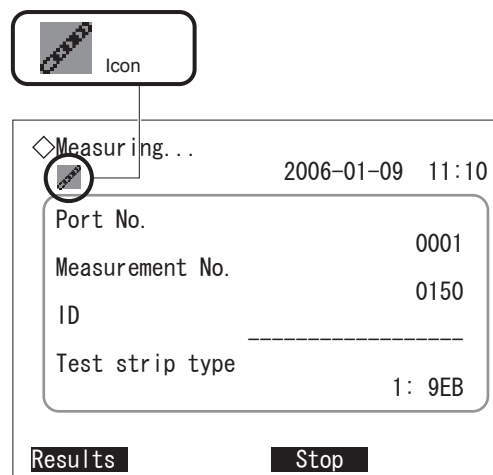 Icon
◇Measuring...
2006-01-09 11:10
Port No.
0001
Measurement No.
0150
ID
------------------
Test strip type
1: 9EB
Results Stop